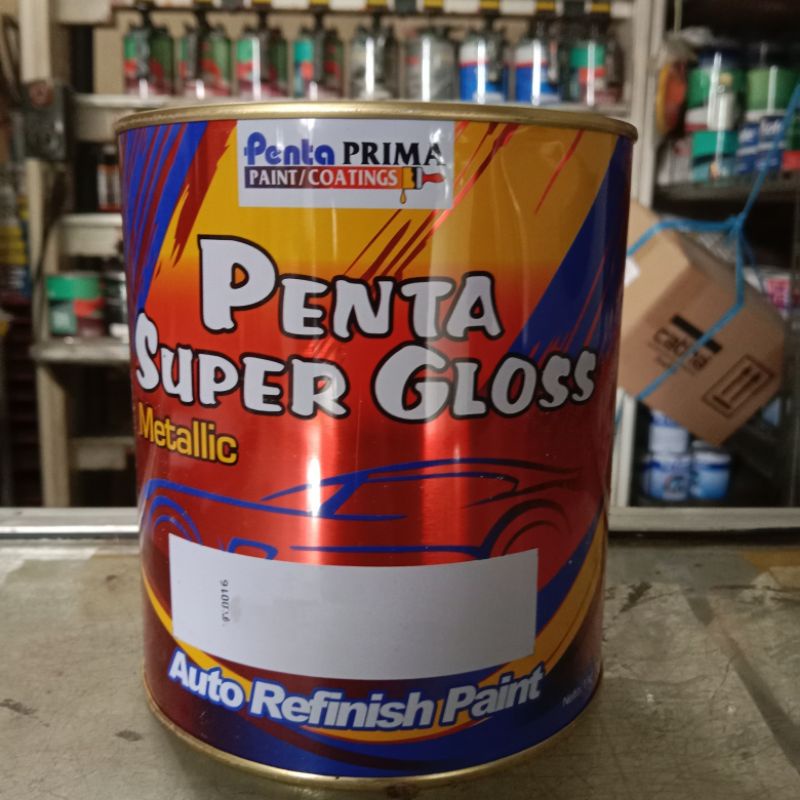 Penta PRIMA
PAINT/COATINGS
PENTA
SUPER GLOSS
Metallic
Auto Refinish Paint